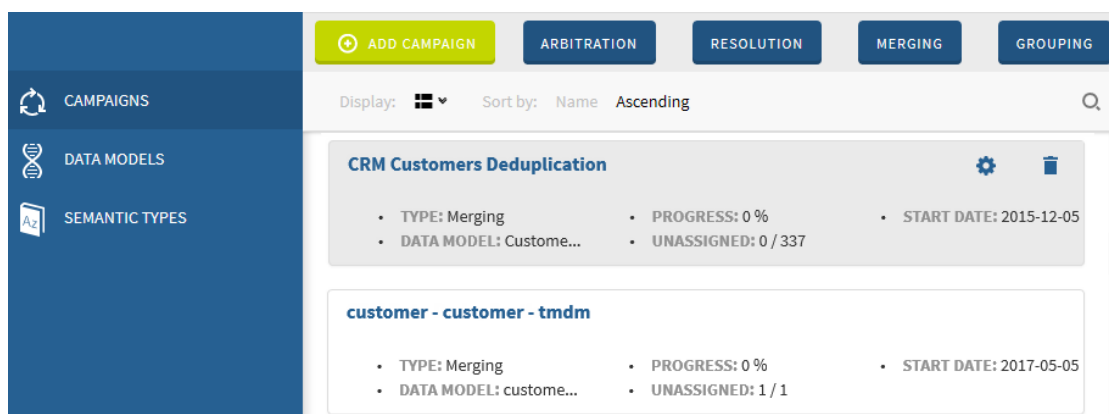 ADD CAMPAIGN ARBITRATION RESOLUTION MERGING GROUPING
CAMPAIGNS
DATA MODELS
Az SEMANTIC TYPES
Display: Sort by: Name Ascending
CRM Customers Deduplication
• TYPE: Merging • PROGRESS: 0 % • START DATE: 2015-12-05
• DATA MODEL: Custome... • UNASSIGNED: 0 / 337
customer - customer - tmdm
• TYPE: Merging • PROGRESS: 0 % • START DATE: 2017-05-05
• DATA MODEL: custome... • UNASSIGNED: 1 / 1